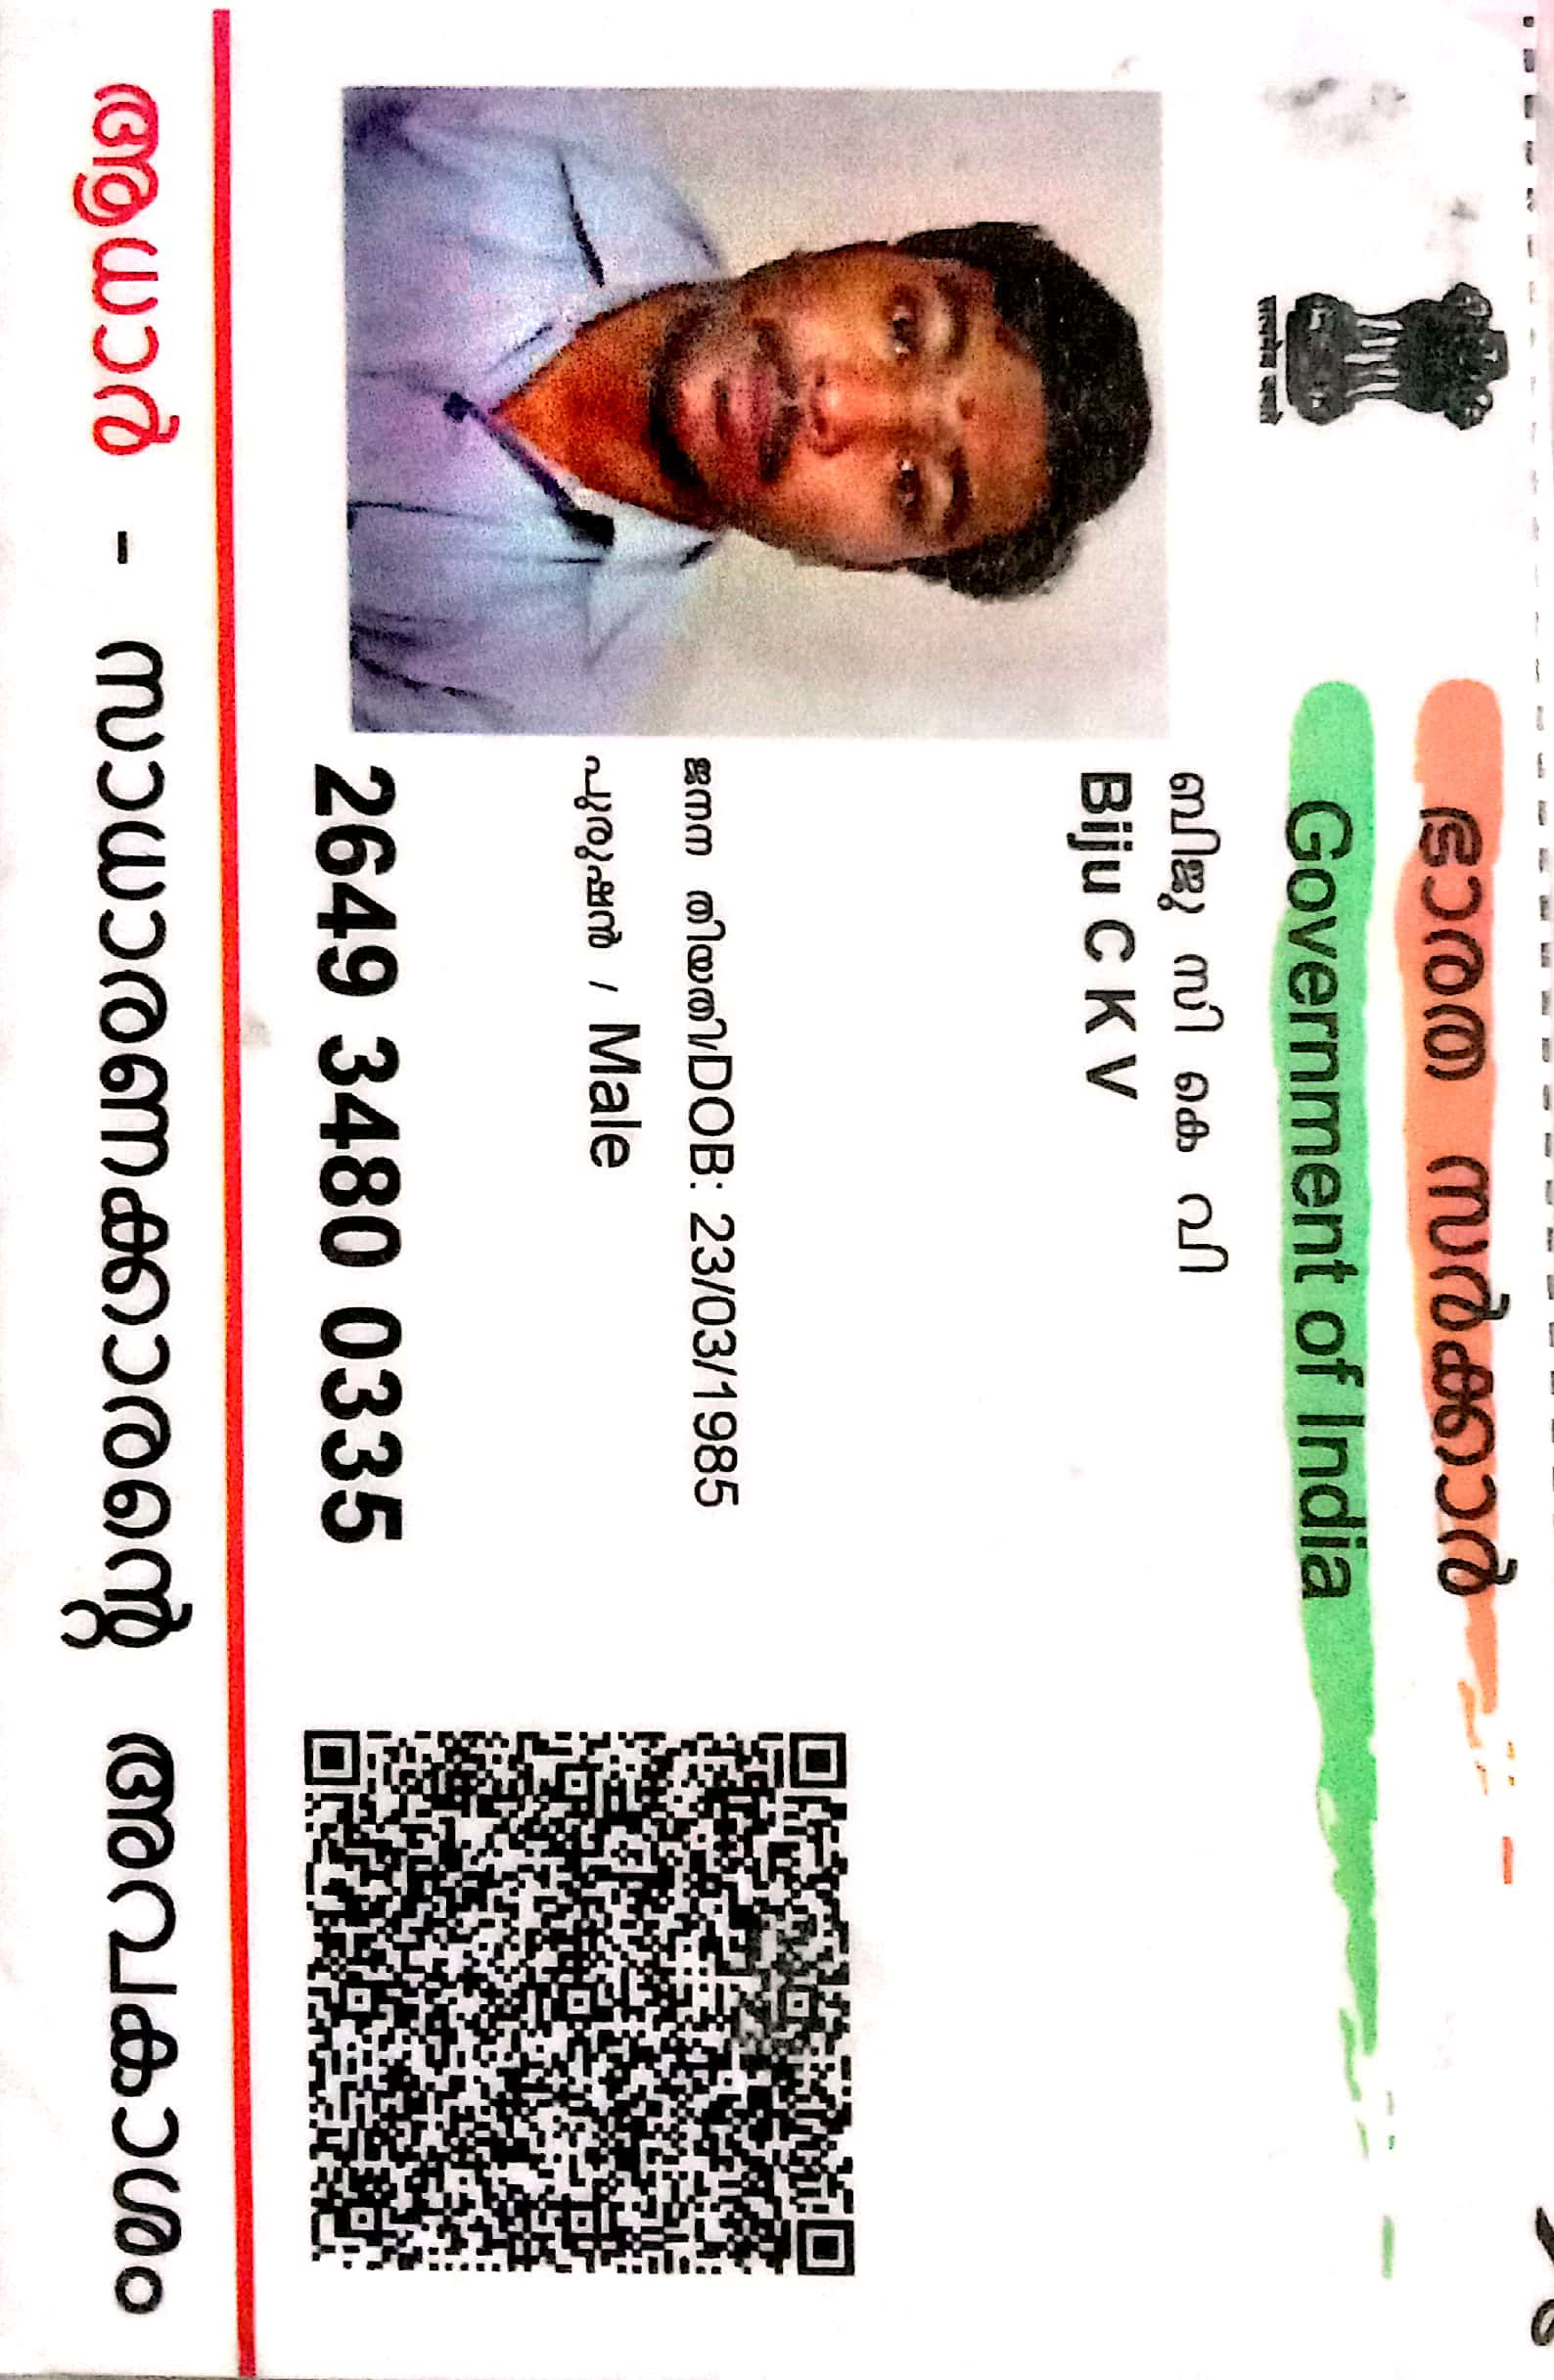 ഭാരത സർക്കാർ
Government of India
ബിജു സി കെ വി
Biju C K V
ജനന തിയതി/DOB: 23/03/1985
പുരുഷൻ / Male
2649 3480 0335
ആധാർ - സാധാരണക്കാരന്റെ അവകാശം